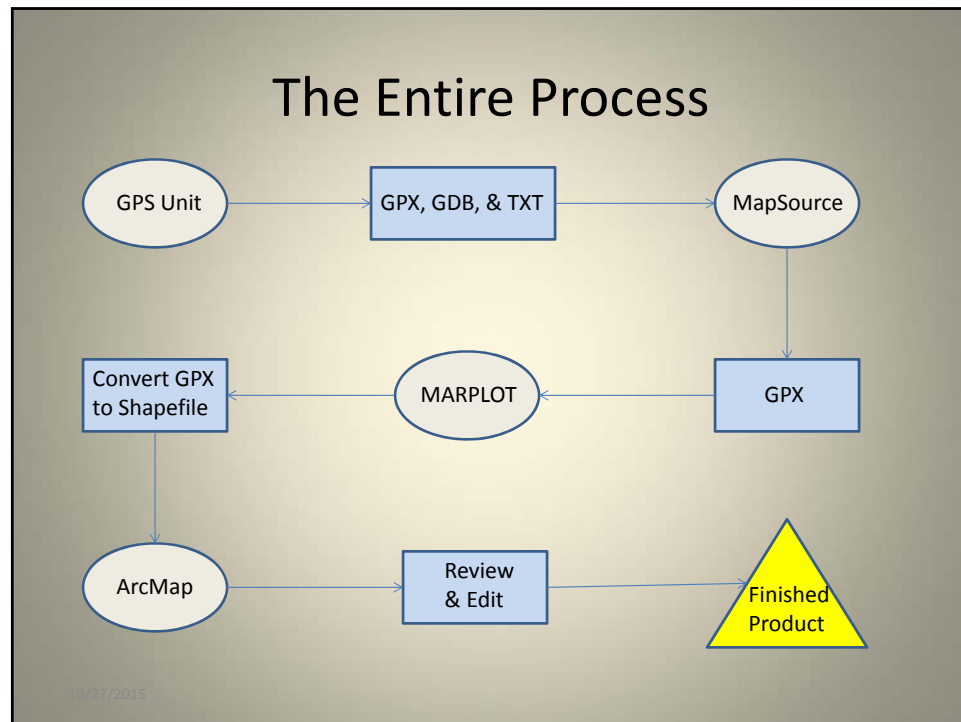 The Entire Process
GPS Unit
GPX, GDB, & TXT
MapSource
Convert GPX
to Shapefile
MARPLOT
GPX
ArcMap
Review
& Edit
Finished
Product
10/27/2015